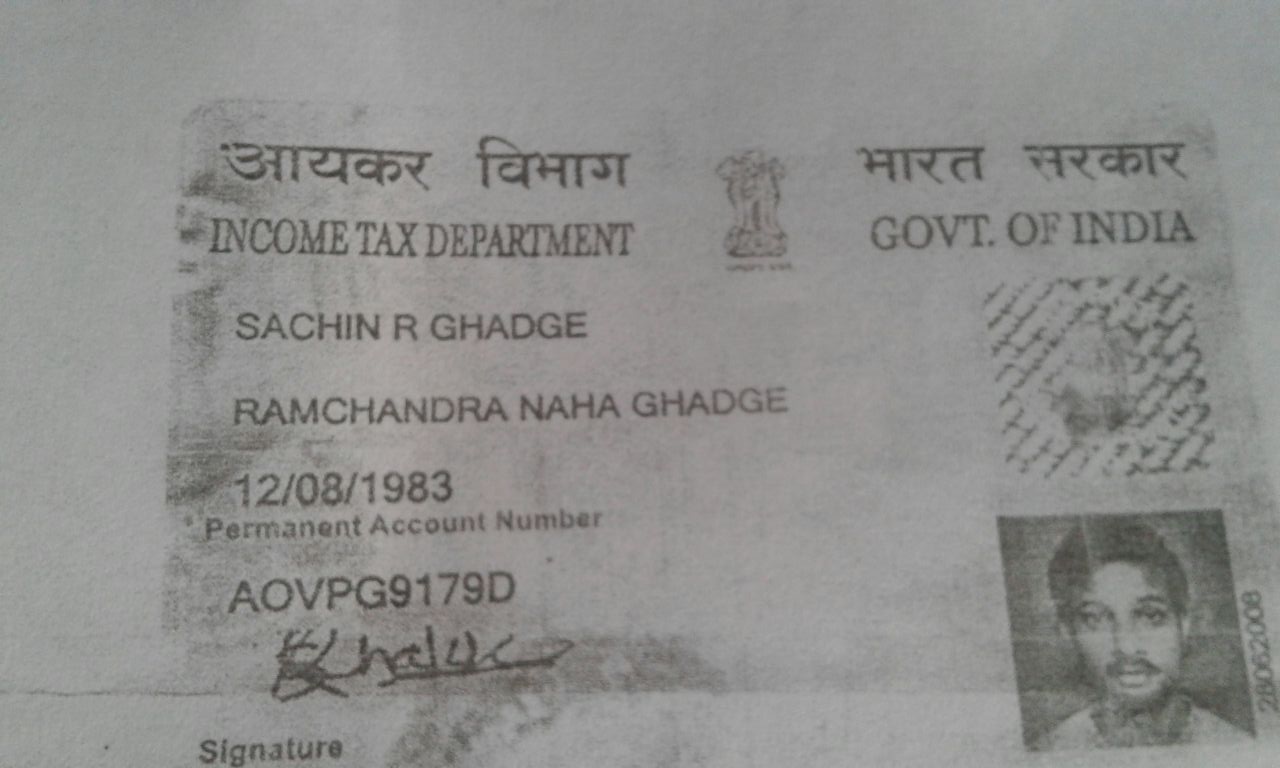 आयकर विभाग
भारत सरकार
INCOME TAX DEPARTMENT
GOVT. OF INDIA
SACHIN R GHADGE
RAMCHANDRA NAHA GHADGE
12/08/1983
Permanent Account Number
AOVPG9179D
Signature
28062008